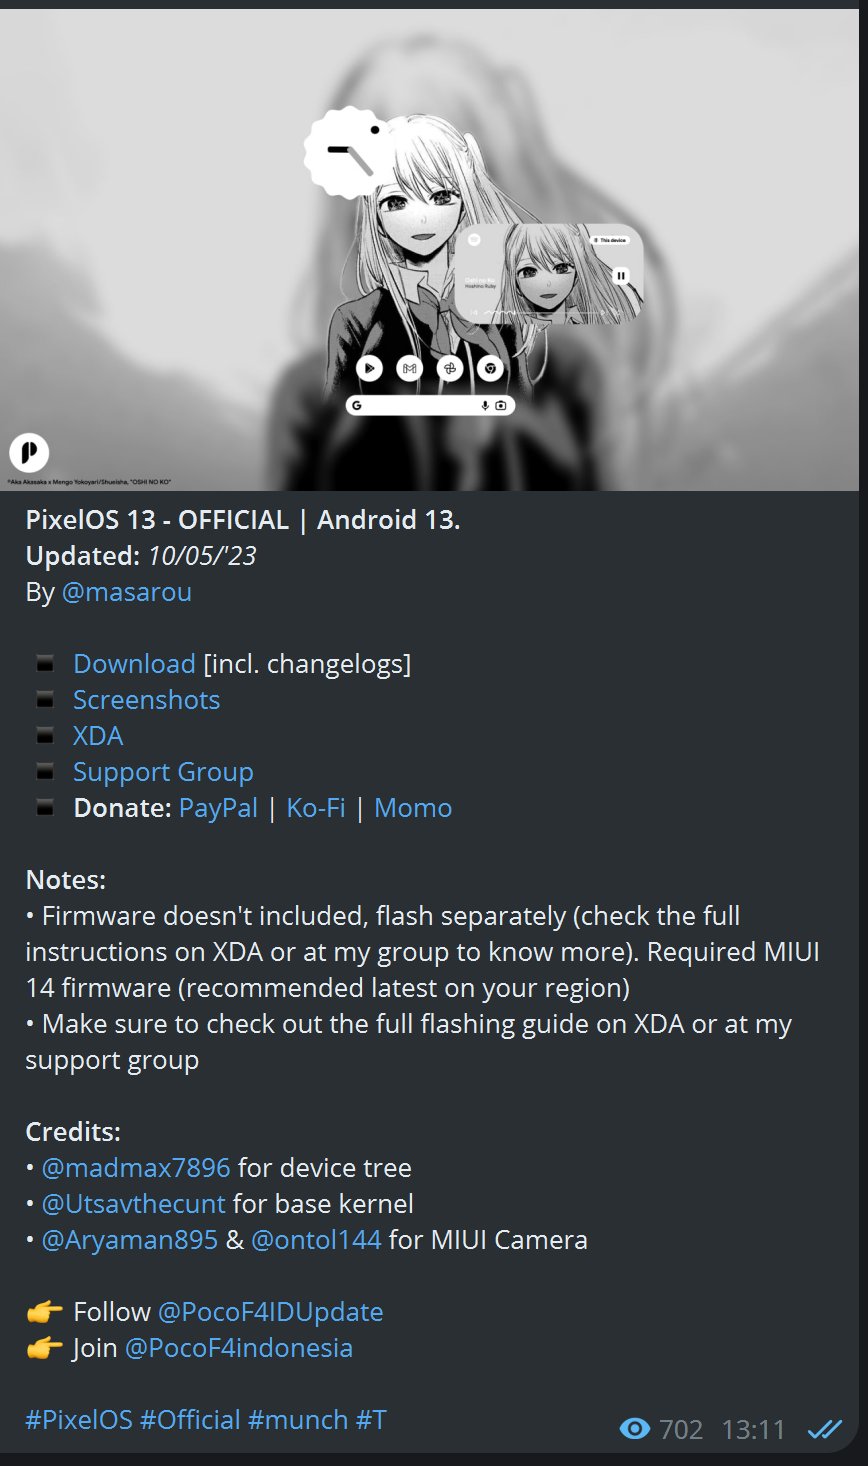 This device
Oshi no Ko
Hoshino Ruby
©Aka Akasaka x Mengo Yokoyari/Shueisha, "OSHI NO KO"
PixelOS 13 - OFFICIAL | Android 13.
Updated: 10/05/'23
By @masarou
▪️ Download [incl. changelogs]
▪️ Screenshots
▪️ XDA
▪️ Support Group
▪️ Donate: PayPal | Ko-Fi | Momo
Notes:
• Firmware doesn't included, flash separately (check the full
instructions on XDA or at my group to know more). Required MIUI
14 firmware (recommended latest on your region)
• Make sure to check out the full flashing guide on XDA or at my
support group
Credits:
• @madmax7896 for device tree
• @Utsavthecunt for base kernel
• @Aryaman895 & @ontol144 for MIUI Camera
👉 Follow @PocoF4IDUpdate
👉 Join @PocoF4indonesia
#PixelOS #Official #munch #T
702 13:11